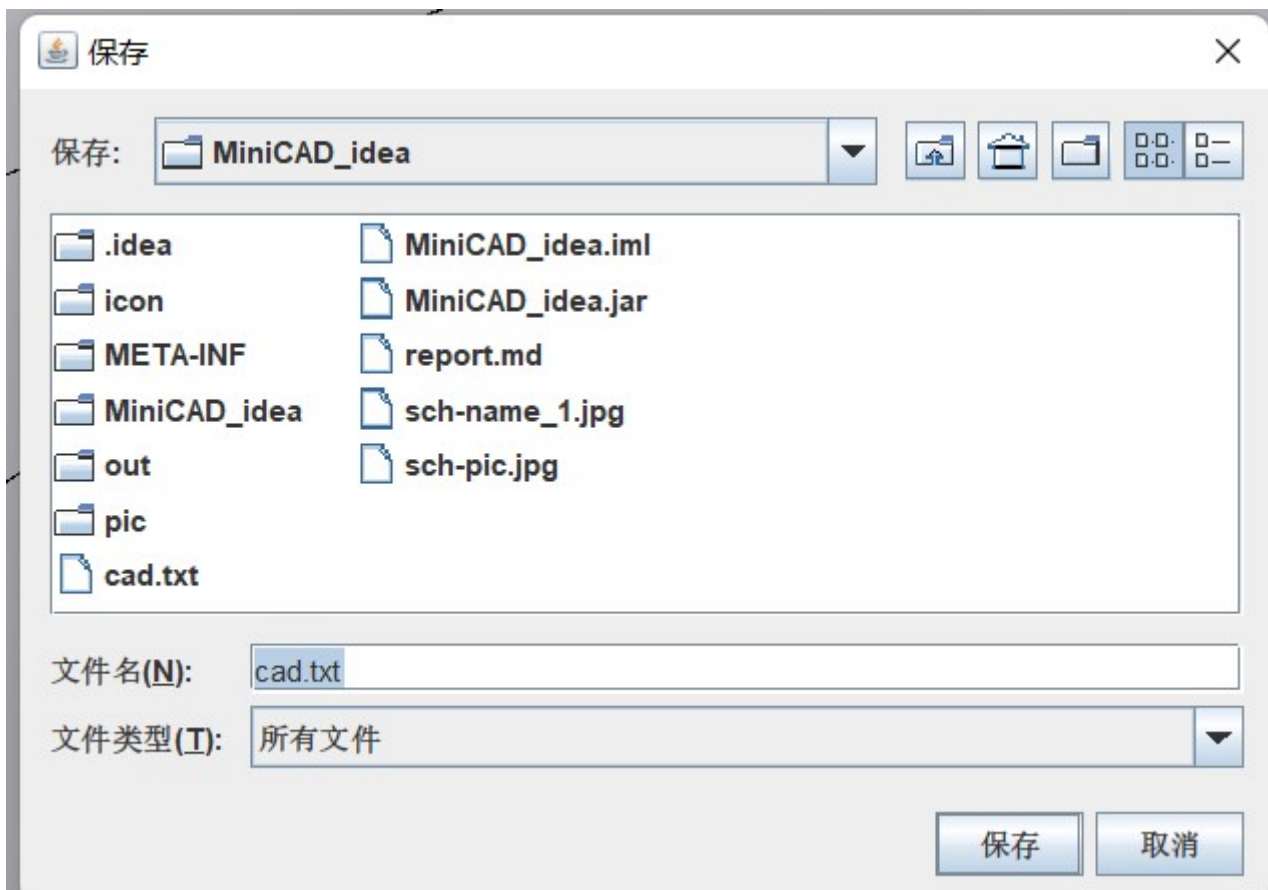 保存
保存: MiniCAD_idea
.idea
icon
META-INF
MiniCAD_idea
out
pic
cad.txt
MiniCAD_idea.iml
MiniCAD_idea.jar
report.md
sch-name_1.jpg
sch-pic.jpg
文件名(N): cad.txt
文件类型(T): 所有文件
保存 取消